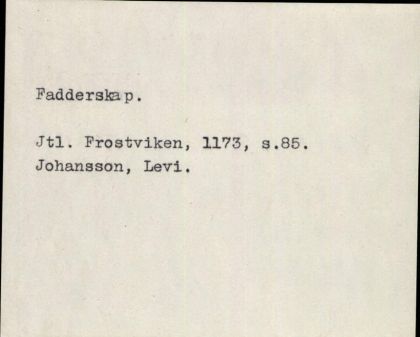 Fadderskap.
Jtl. Frostviken, 1173, s.85.
Johansson, Levi.